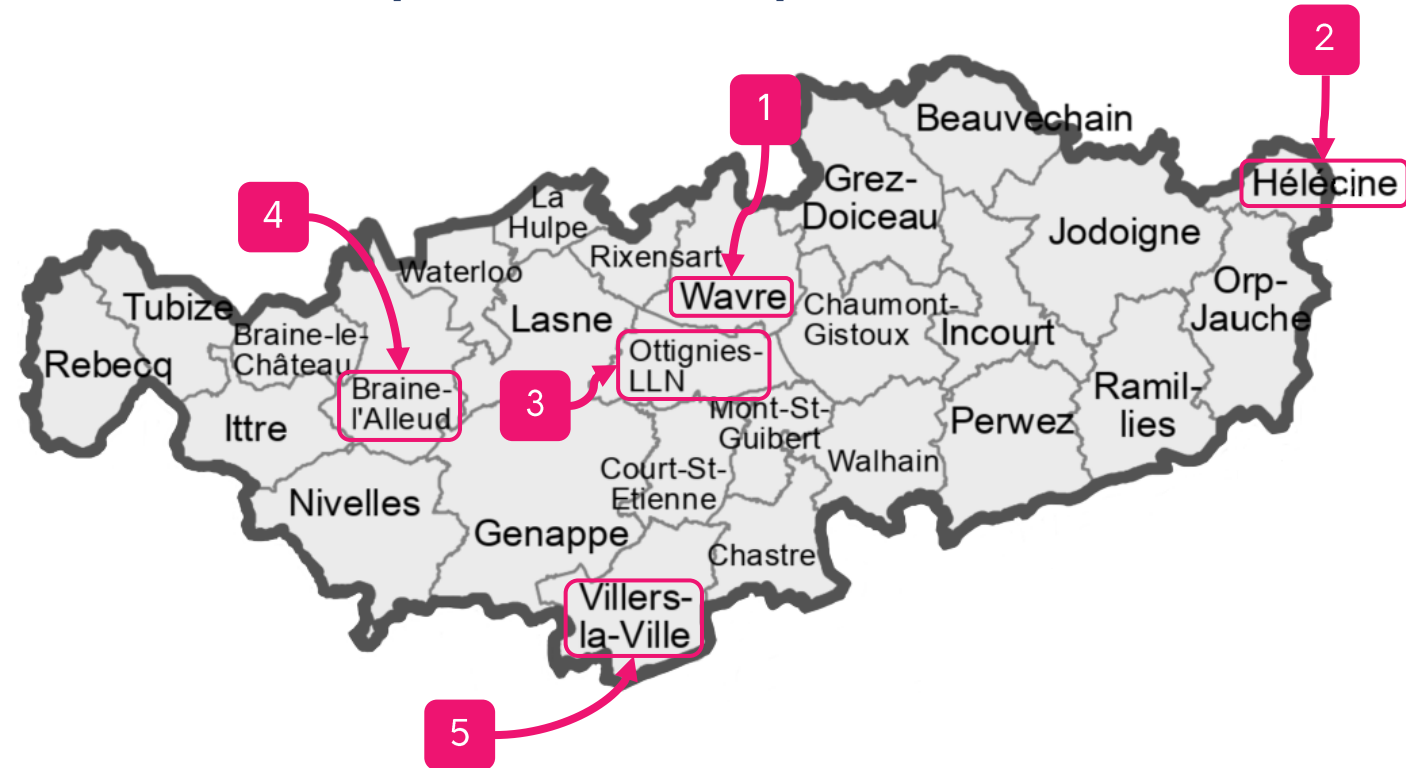 2
1
Beauvechain
Hélécine
Grez-
Doiceau
La
Hulpe
4
Jodoigne
Rixensart
Waterloo
Orp-
Jauche
Wavre
Tubize
Lasne
Chaumont-
Gistoux
Incourt
Braine-le-
Château
Rebecq
Ottignies-
LLN
Braine-
l'Alleud
3
Ramil-
lies
Mont-St-
Guibert
Perwez
Ittre
Walhain
Court-St-
Etienne
Nivelles
Genappe
Chastre
Villers-
la-Ville
5